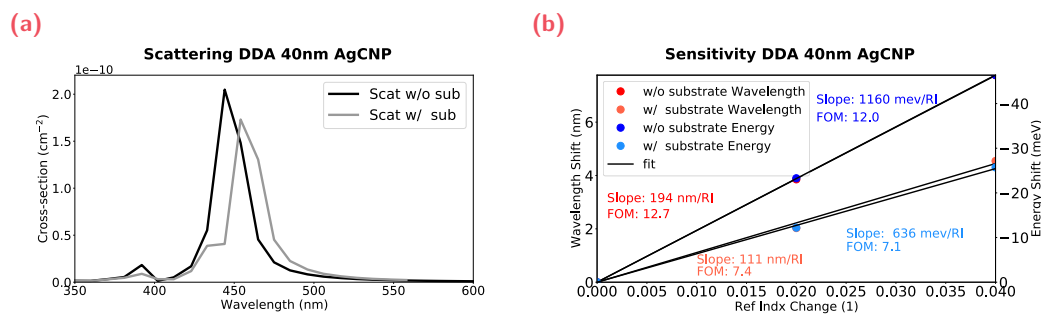 (a)
Scattering DDA 40nm AgCNP
1e−10
Scat w/o sub
Scat w/ sub
Cross-section (cm⁻²)
2.0
1.5
1.0
0.5
0.0
350 400 450 500 550 600
Wavelength (nm)
(b)
Sensitivity DDA 40nm AgCNP
w/o substrate Wavelength
w/ substrate Wavelength
w/o substrate Energy
w/ substrate Energy
fit
Slope: 1160 mev/RI
FOM: 12.0
Slope: 194 nm/RI
FOM: 12.7
Slope: 636 mev/RI
FOM: 7.1
Slope: 111 nm/RI
FOM: 7.4
Wavelength Shift (nm)
6
4
2
0
Energy Shift (meV)
−40
−30
−20
−10
0
0.000 0.005 0.010 0.015 0.020 0.025 0.030 0.035 0.040
Ref Indx Change (1)